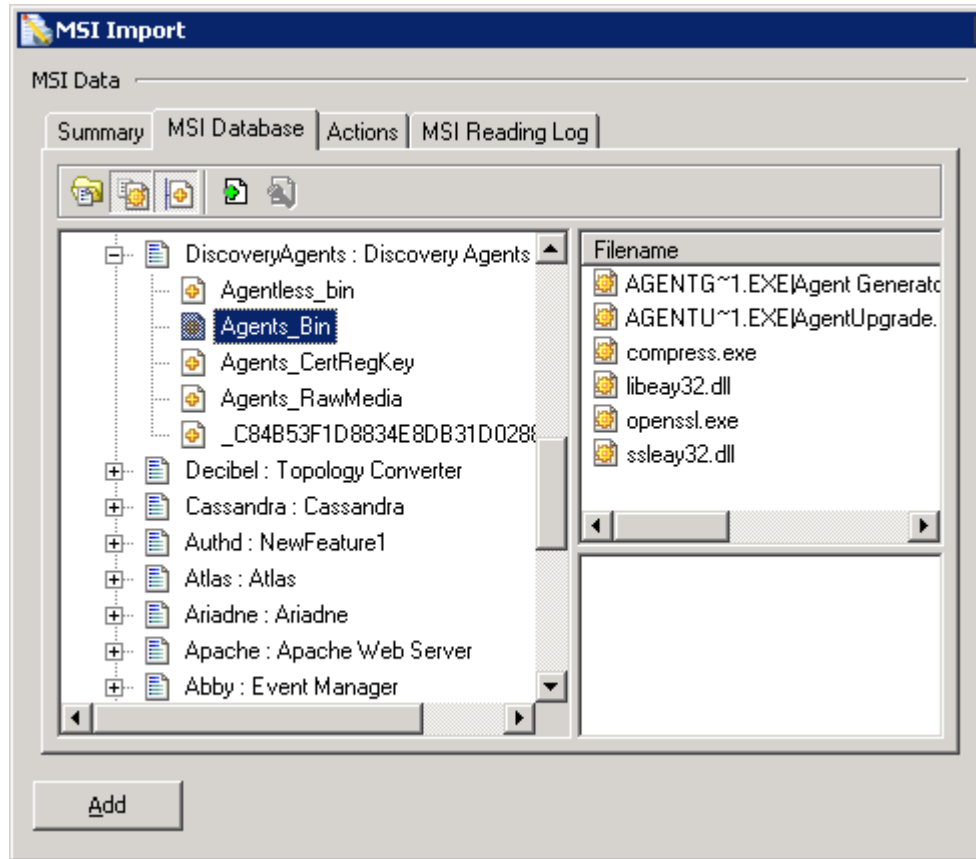 MSI Import
MSI Data
Summary MSI Database Actions MSI Reading Log
DiscoveryAgents : Discovery Agents
Agentless_bin
Agents_Bin
Agents_CertRegKey
Agents_RawMedia
_C84B53F1D8834E8DB31D028
Decibel : Topology Converter
Cassandra : Cassandra
Authd : NewFeature1
Atlas : Atlas
Ariadne : Ariadne
Apache : Apache Web Server
Abby : Event Manager
Filename
AGENTG~1.EXE|Agent Generato
AGENTU~1.EXE|AgentUpgrade.
compress.exe
libeay32.dll
openssl.exe
ssleay32.dll
Add